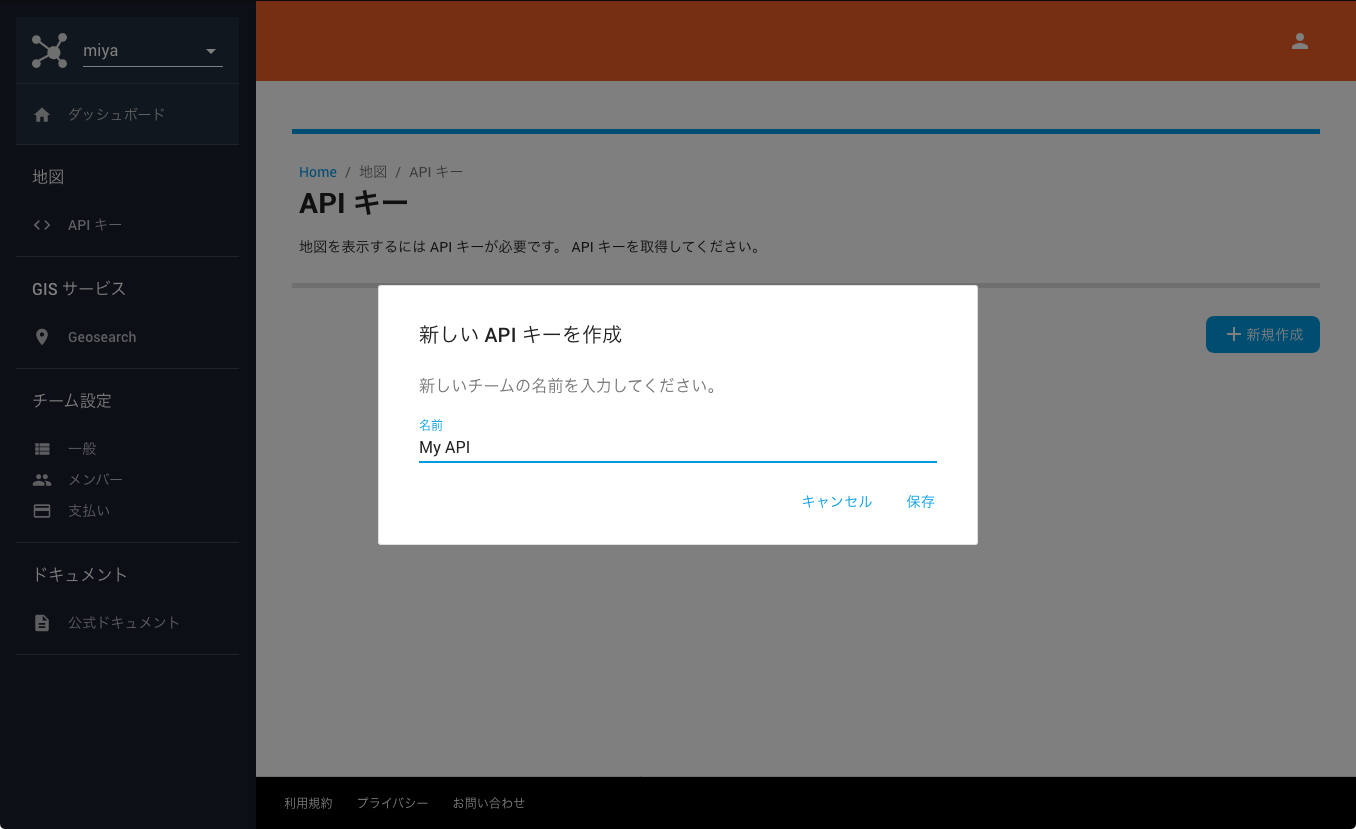 miya
ダッシュボード
地図
API キー
GIS サービス
Geosearch
チーム設定
一般
メンバー
支払い
ドキュメント
公式ドキュメント
Home / 地図 / API キー
API キー
地図を表示するには API キーが必要です。 API キーを取得してください。
新規作成
新しい API キーを作成
新しいチームの名前を入力してください。
名前
My API
キャンセル 保存
利用規約 プライバシー お問い合わせ